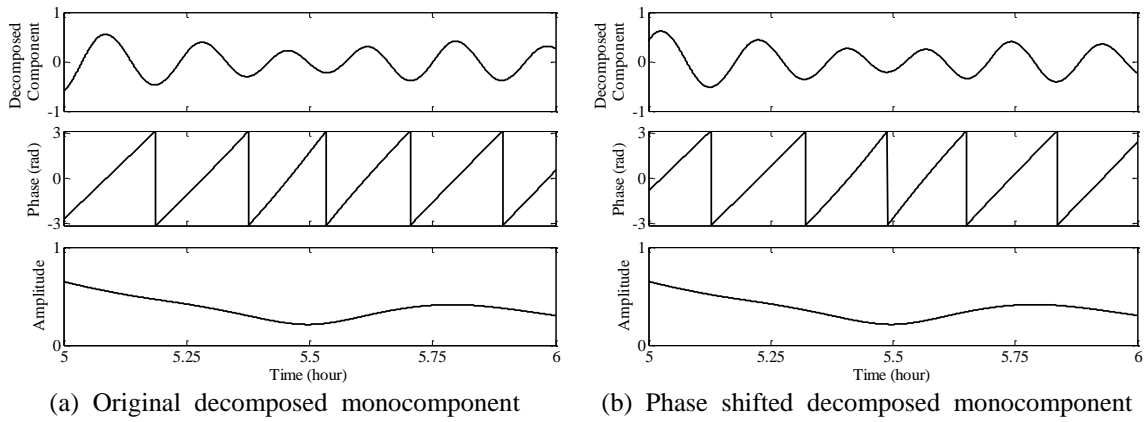 1
0
-1
Decomposed
Component
3
0
-3
Phase (rad)
1
0
Amplitude
5 5.25 5.5 5.75 6
Time (hour)
(a) Original decomposed monocomponent
1
0
-1
Decomposed
Component
3
0
-3
Phase (rad)
1
0
Amplitude
5 5.25 5.5 5.75 6
Time (hour)
(b) Phase shifted decomposed monocomponent